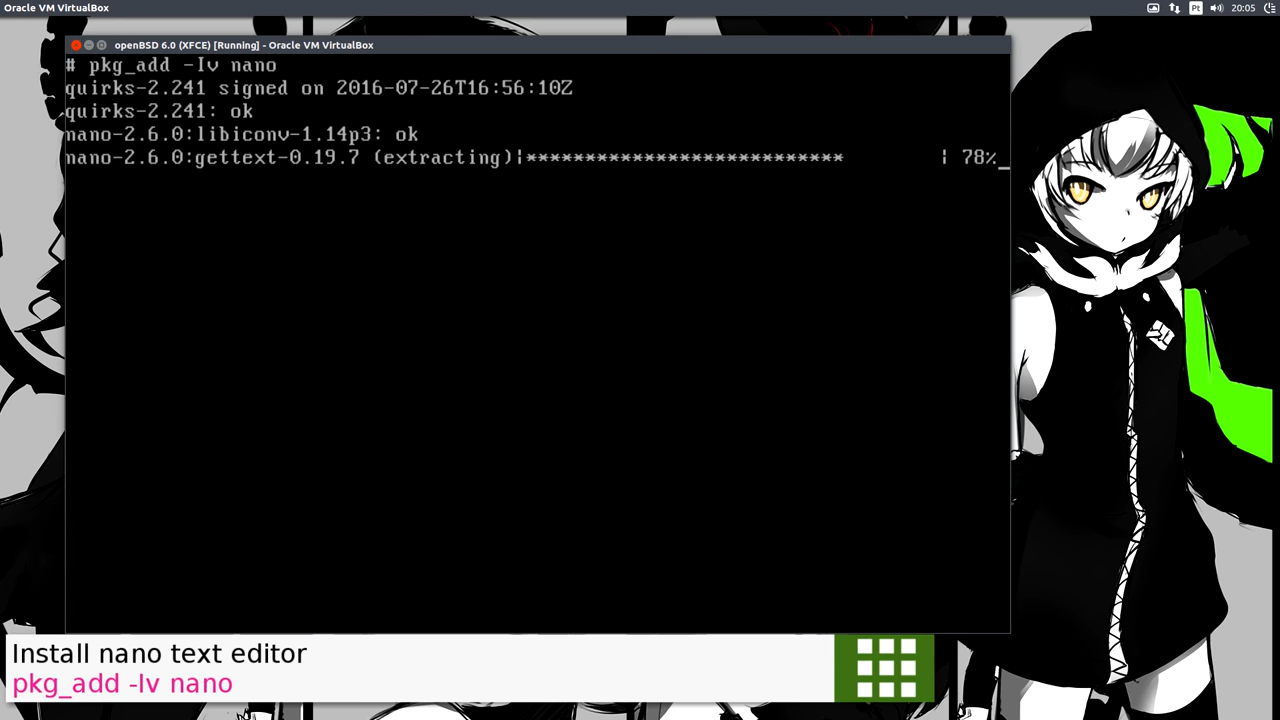 Oracle VM VirtualBox
Pt
20:05
openBSD 6.0 (XFCE) [Running] - Oracle VM VirtualBox
# pkg_add -Iv nano
quirks-2.241 signed on 2016-07-26T16:56:10Z
quirks-2.241: ok
nano-2.6.0:libiconv-1.14p3: ok
nano-2.6.0:gettext-0.19.7 (extracting)|*************************** | 78%_
Install nano text editor
pkg_add -Iv nano